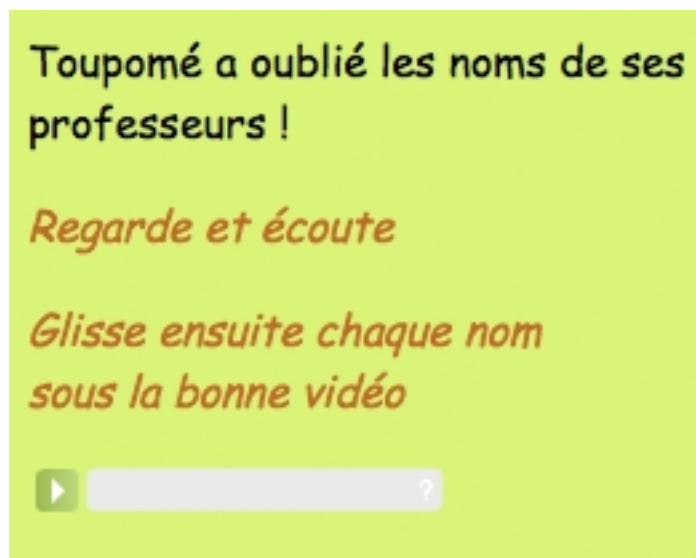 Toupomé a oublié les noms de ses
professeurs !
Regarde et écoute
Glisse ensuite chaque nom
sous la bonne vidéo
?